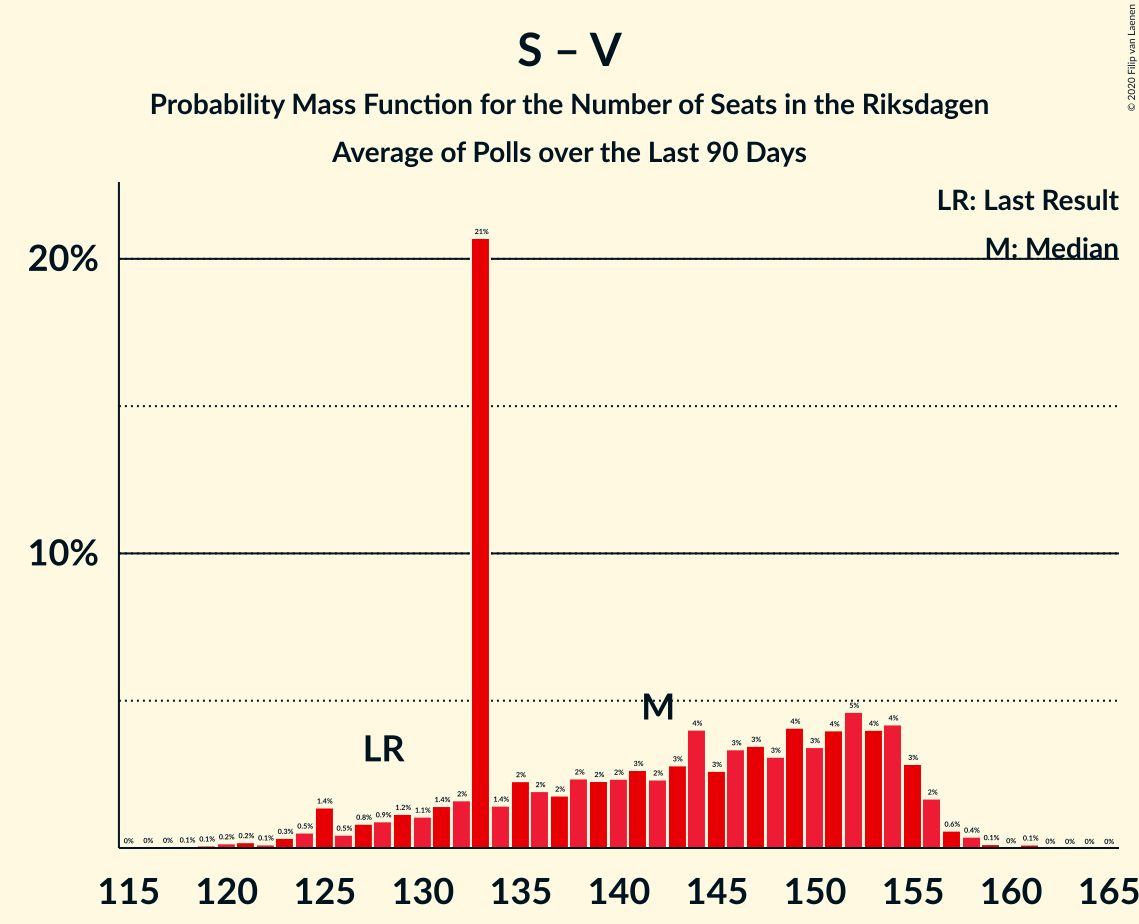 S – V
Probability Mass Function for the Number of Seats in the Riksdagen
Average of Polls over the Last 90 Days
© 2020 Filip van Laenen
LR: Last Result
M: Median
20%
10%
LR
M
0% 0% 0% 0.1% 0.1% 0.2% 0.2% 0.1% 0.3% 0.5% 1.4% 0.5% 0.8% 0.9% 1.2% 1.1% 1.4% 2% 21% 1.4% 2% 2% 2% 2% 2% 2% 3% 2% 3% 4% 3% 3% 3% 3% 4% 3% 4% 5% 4% 4% 3% 2% 0.6% 0.4% 0.1% 0% 0.1% 0% 0% 0% 0%
115 120 125 130 135 140 145 150 155 160 165